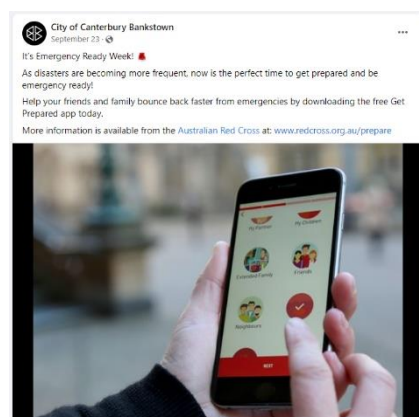 City of Canterbury Bankstown
September 23 ·
It's Emergency Ready Week!
As disasters are becoming more frequent, now is the perfect time to get prepared and be
emergency ready!
Help your friends and family bounce back faster from emergencies by downloading the free Get
Prepared app today.
More information is available from the Australian Red Cross at: www.redcross.org.au/prepare
My Partner
My Children
Extended Family
Friends
Neighbours
NEXT